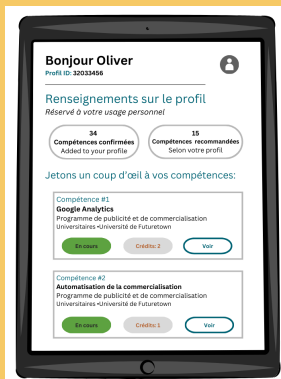 Bonjour Oliver
Profil ID: 32033456
Renseignements sur le profil
Réservé à votre usage personnel
34
Compétences confirmées
Added to your profile
15
Compétences recommandées
Selon votre profil
Jetons un coup d'œil à vos compétences:
Compétence #1
Google Analytics
Programme de publicité et de commercialisation
Universitaires •Université de Futuretown
En cours
Crédits: 2
Voir
Compétence #2
Automatisation de la commercialisation
Programme de publicité et de commercialisation
Universitaires •Université de Futuretown
En cours
Crédits: 1
Voir